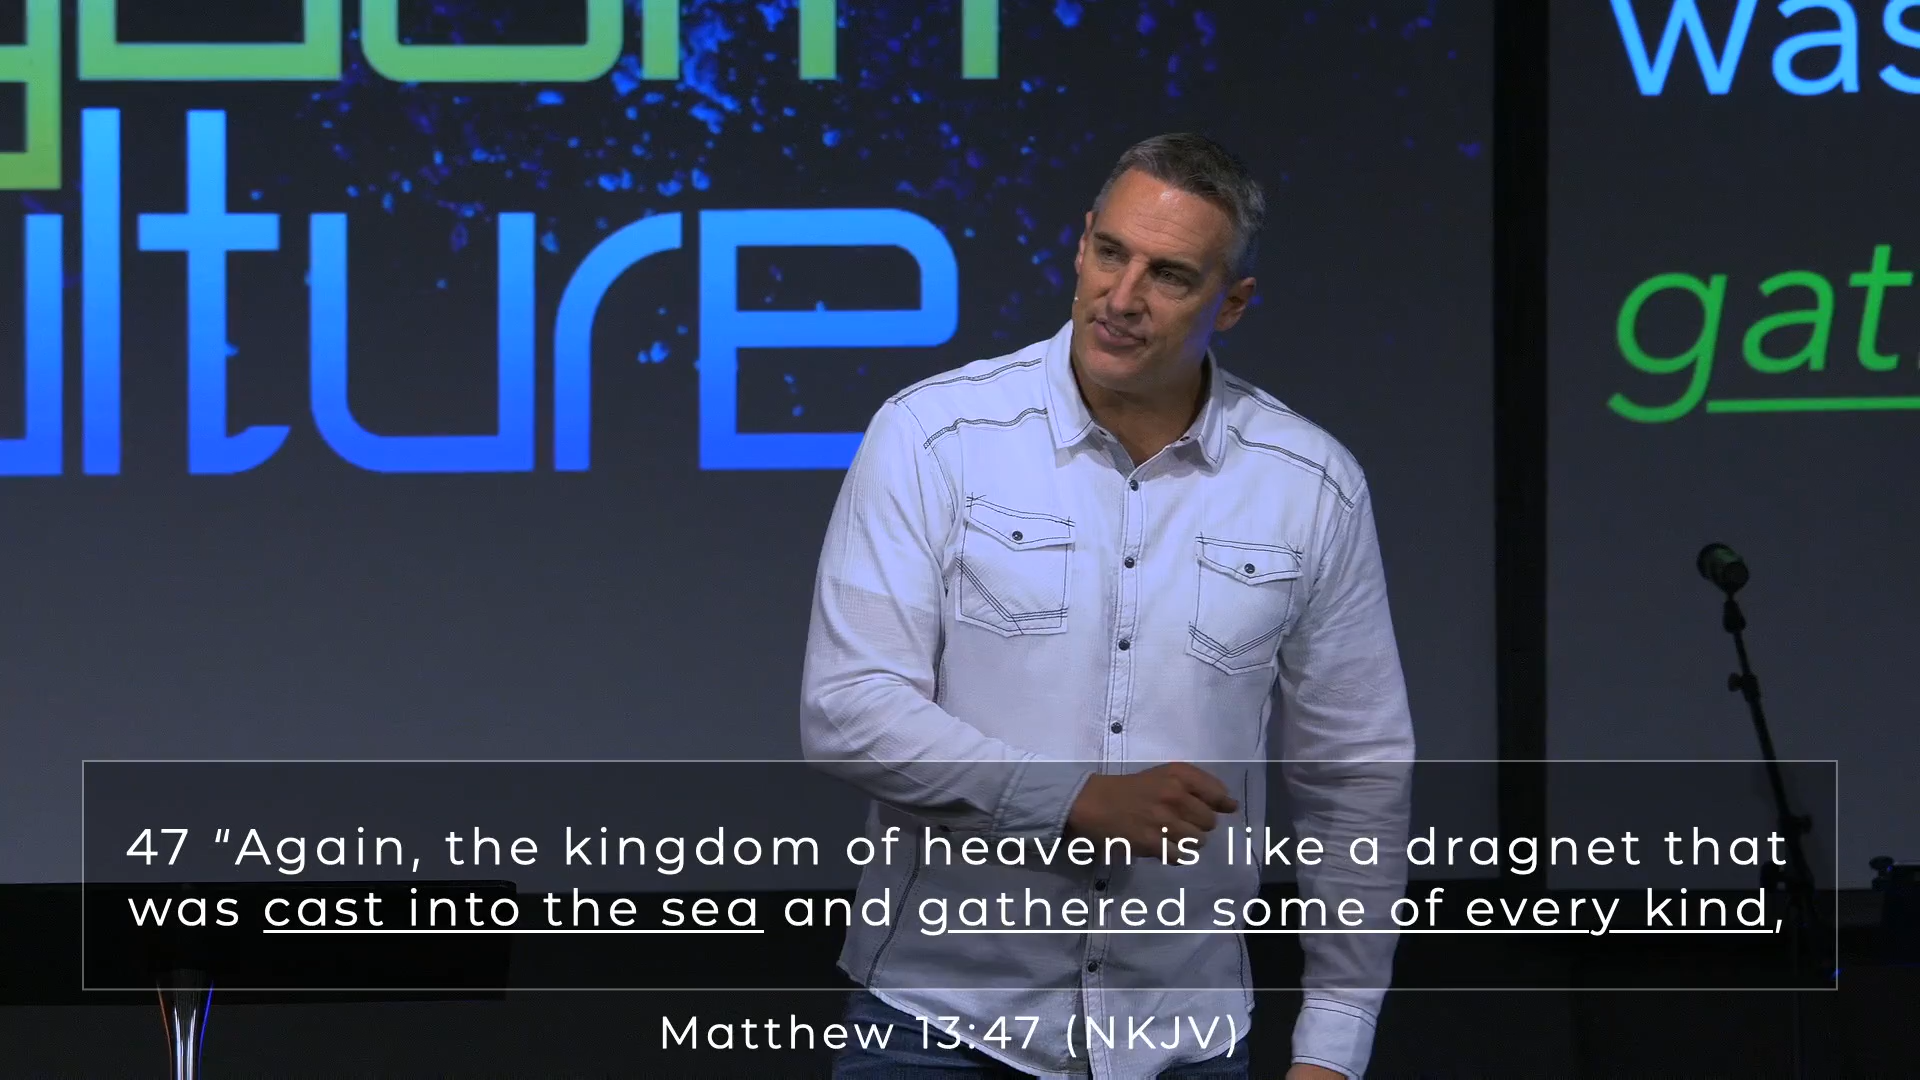 ulture
was
47 “Again, the kingdom of heaven is like a dragnet that
was cast into the sea and gathered some of every kind,
Matthew 13:47 (NKJV)